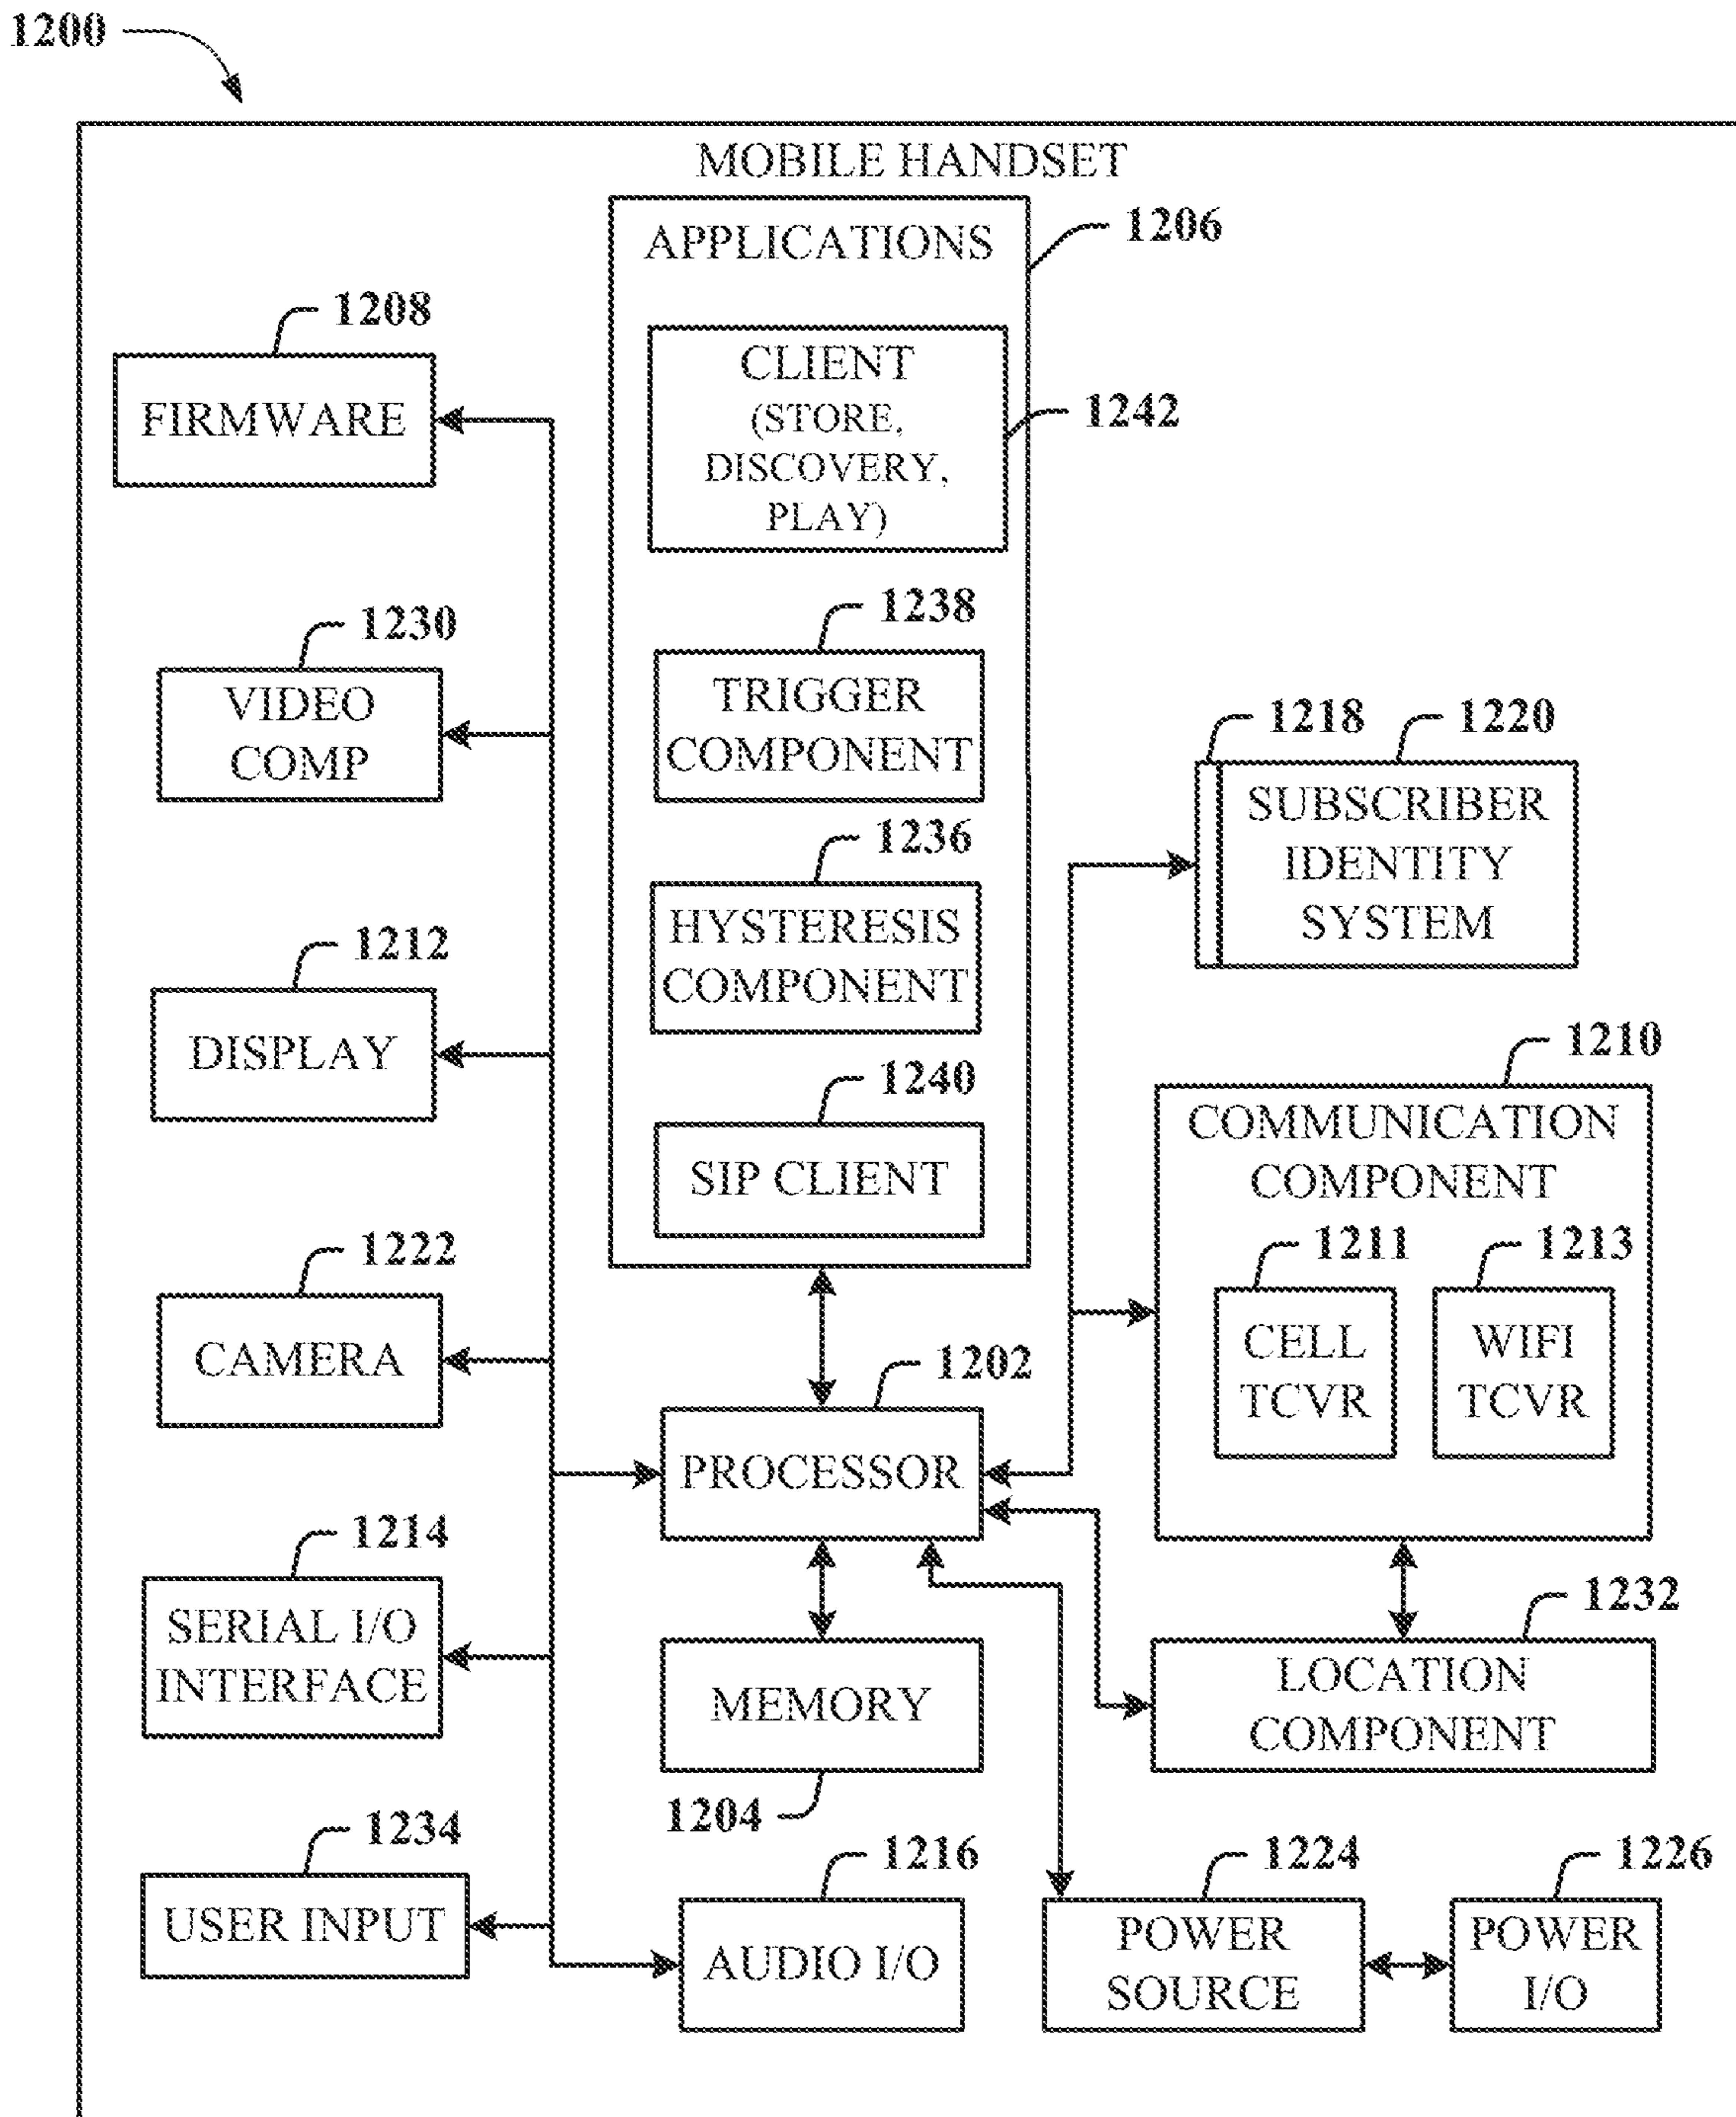 1200
MOBILE HANDSET
APPLICATIONS
1206
CLIENT
(STORE,
DISCOVERY,
PLAY)
1242
1208
FIRMWARE
1238
TRIGGER
COMPONENT
1230
VIDEO
COMP
1218
1220
SUBSCRIBER
IDENTITY
SYSTEM
1236
HYSTERESIS
COMPONENT
1212
DISPLAY
1240
SIP CLIENT
1210
COMMUNICATION
COMPONENT
1211
CELL
TCVR
1213
WIFI
TCVR
1222
CAMERA
1202
PROCESSOR
1214
SERIAL I/O
INTERFACE
MEMORY
1204
1232
LOCATION
COMPONENT
1234
USER INPUT
1216
AUDIO I/O
1224
POWER
SOURCE
1226
POWER
I/O